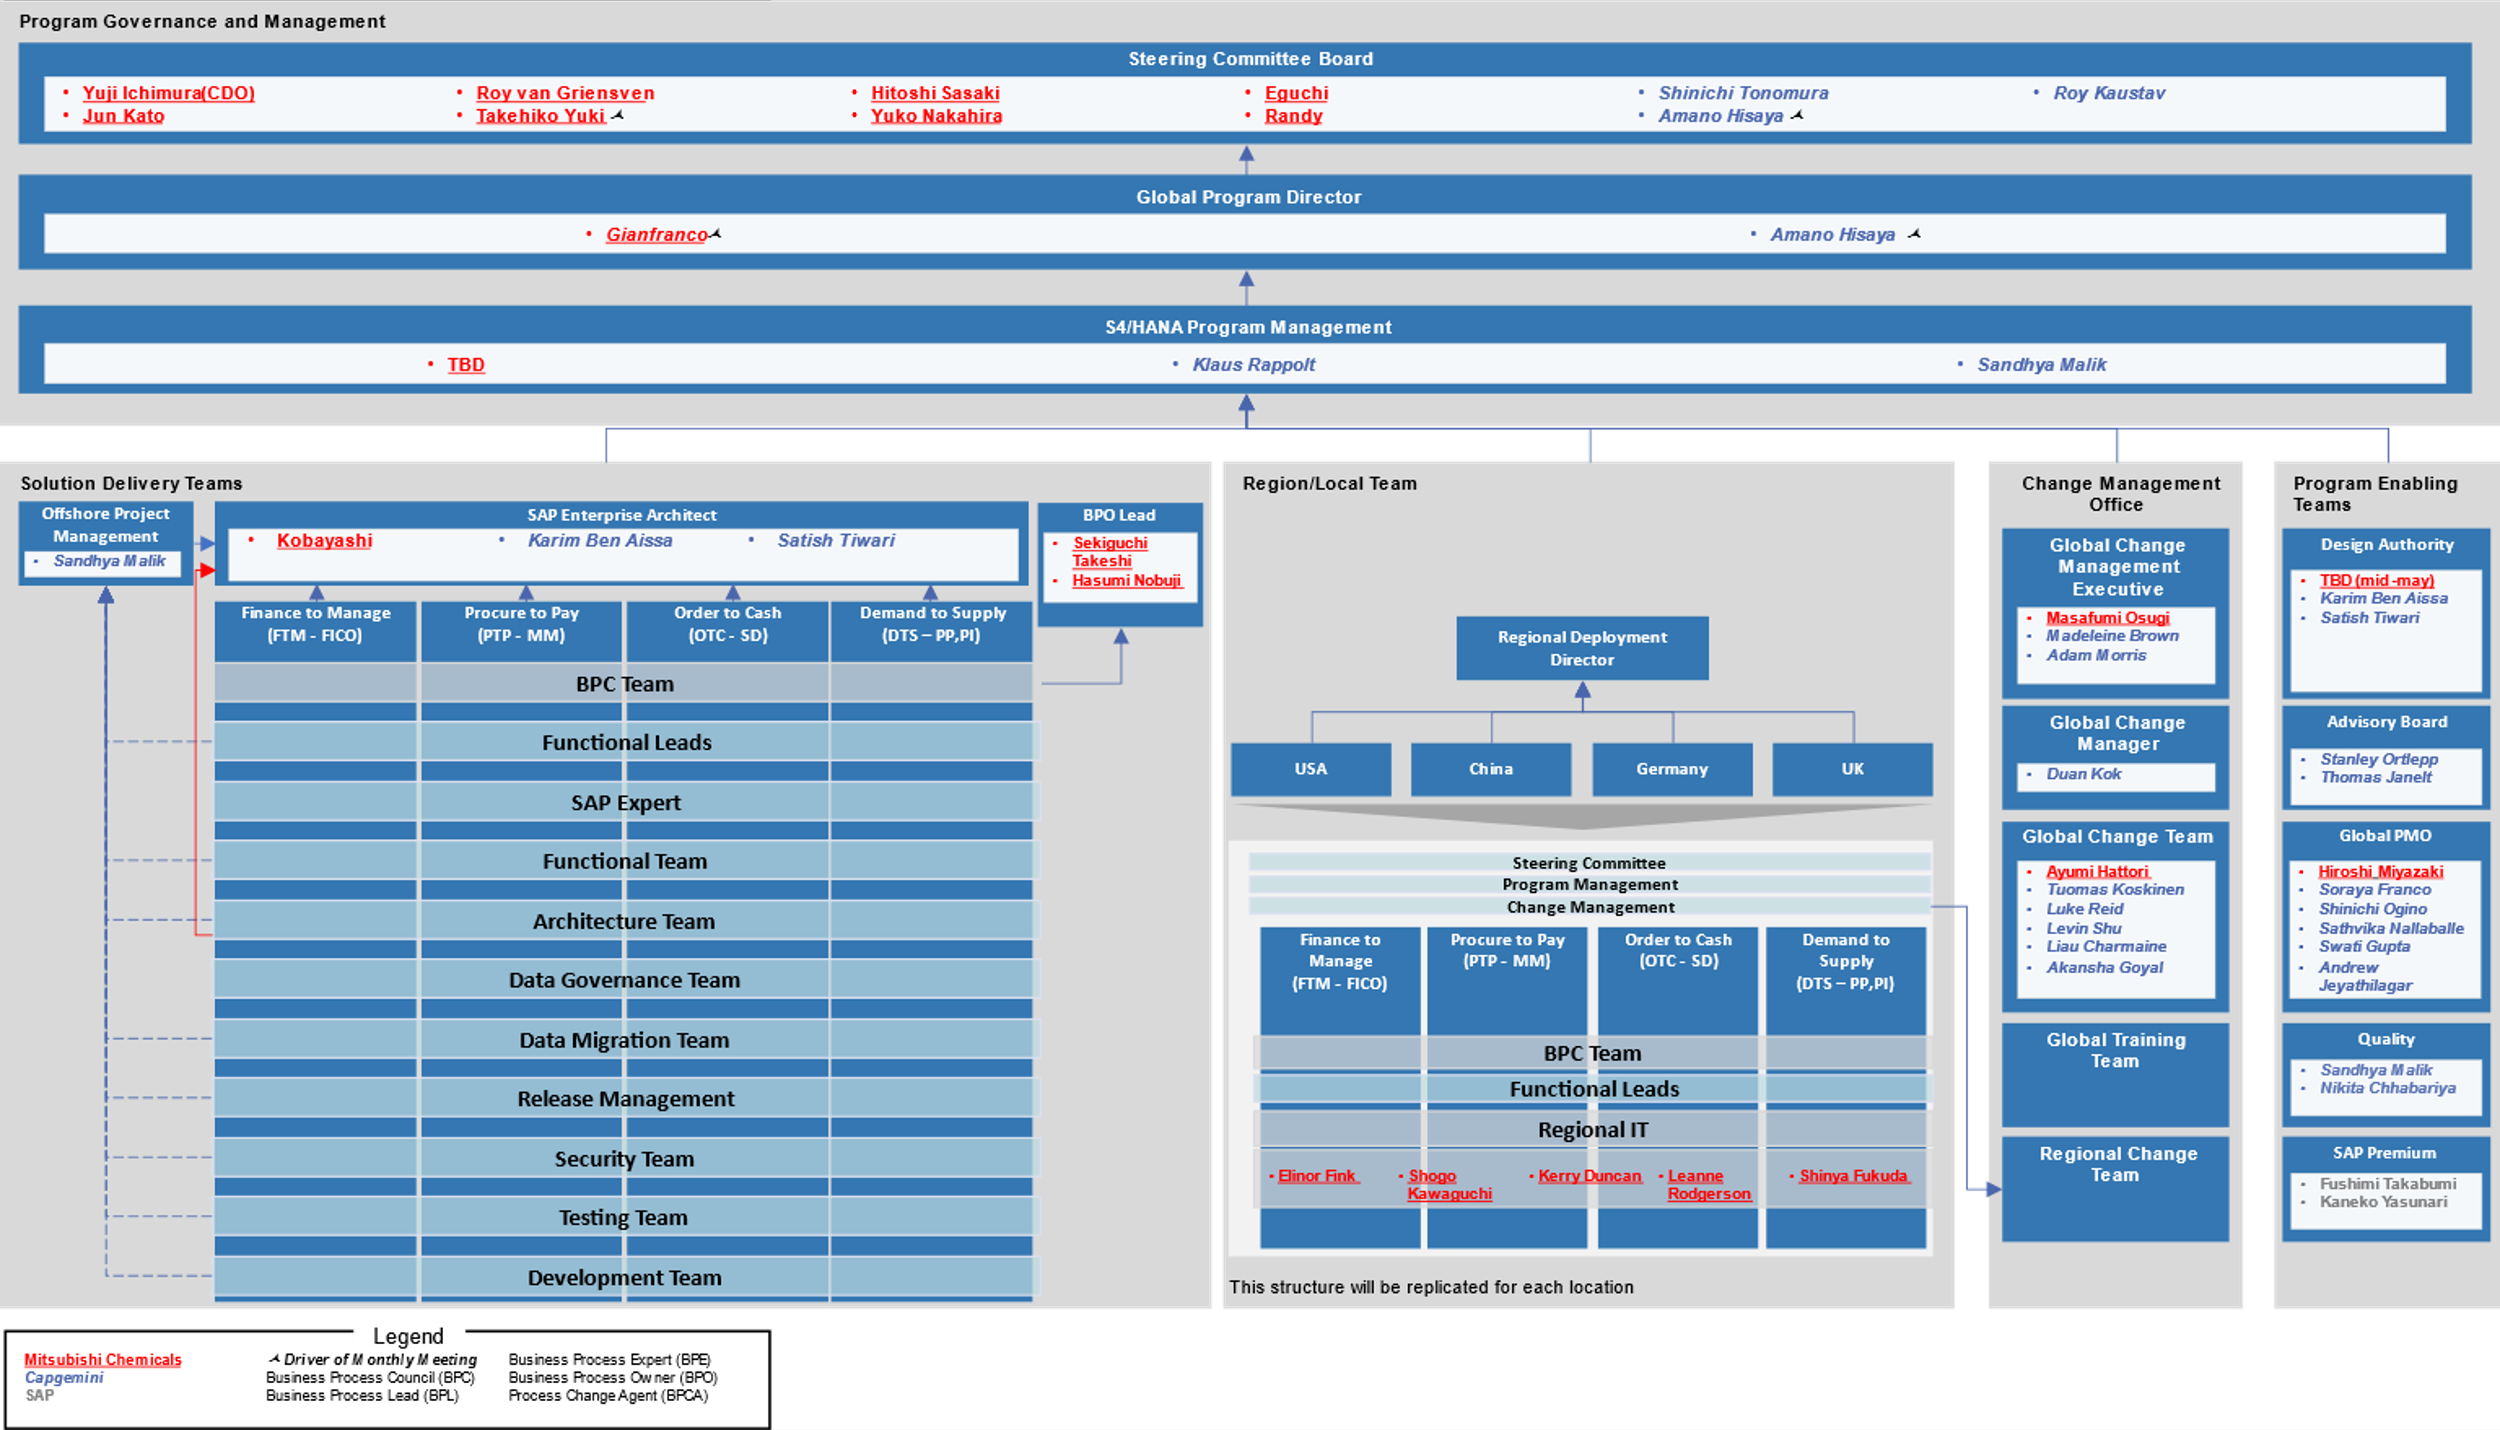 Program Governance and Management
Steering Committee Board
• Yuji Ichimura(CDO)
• Jun Kato
• Roy van Griensven
• Takehiko Yuki
• Hitoshi Sasaki
• Yuko Nakahira
• Eguchi
• Randy
• Shinichi Tonomura
• Amano Hisaya
• Roy Kaustav
Global Program Director
• Gianfranco
• Amano Hisaya
S4/HANA Program Management
• TBD
• Klaus Rappolt
• Sandhya Malik
Solution Delivery Teams
Offshore Project
Management
• Sandhya Malik
SAP Enterprise Architect
• Kobayashi
• Karim Ben Aissa
• Satish Tiwari
BPO Lead
• Sekiguchi
Takeshi
• Hasumi Nobuji
Finance to Manage
(FTM - FICO)
Procure to Pay
(PTP - MM)
Order to Cash
(OTC - SD)
Demand to Supply
(DTS – PP,PI)
BPC Team
Functional Leads
SAP Expert
Functional Team
Architecture Team
Data Governance Team
Data Migration Team
Release Management
Security Team
Testing Team
Development Team
Region/Local Team
Regional Deployment
Director
USA
China
Germany
UK
Steering Committee
Program Management
Change Management
Finance to
Manage
(FTM - FICO)
Procure to Pay
(PTP - MM)
Order to Cash
(OTC - SD)
Demand to
Supply
(DTS – PP,PI)
BPC Team
Functional Leads
Regional IT
• Elinor Fink
• Shogo
Kawaguchi
• Kerry Duncan
• Leanne
Rodgerson
• Shinya Fukuda
This structure will be replicated for each location
Change Management
Office
Global Change
Management
Executive
• Masafumi Osugi
• Madeleine Brown
• Adam Morris
Global Change
Manager
• Duan Kok
Global Change Team
• Ayumi Hattori
• Tuomas Koskinen
• Luke Reid
• Levin Shu
• Liau Charmaine
• Akansha Goyal
Global Training
Team
Regional Change
Team
Program Enabling
Teams
Design Authority
• TBD (mid -may)
• Karim Ben Aissa
• Satish Tiwari
Advisory Board
• Stanley Ortlepp
• Thomas Janelt
Global PMO
• Hiroshi Miyazaki
• Soraya Franco
• Shinichi Ogino
• Sathvika Nallaballe
• Swati Gupta
• Andrew
Jeyathilagar
Quality
• Sandhya Malik
• Nikita Chhabariya
SAP Premium
• Fushimi Takabumi
• Kaneko Yasunari
Legend
Mitsubishi Chemicals
Capgemini
SAP
Driver of Monthly Meeting
Business Process Council (BPC)
Business Process Lead (BPL)
Business Process Expert (BPE)
Business Process Owner (BPO)
Process Change Agent (BPCA)